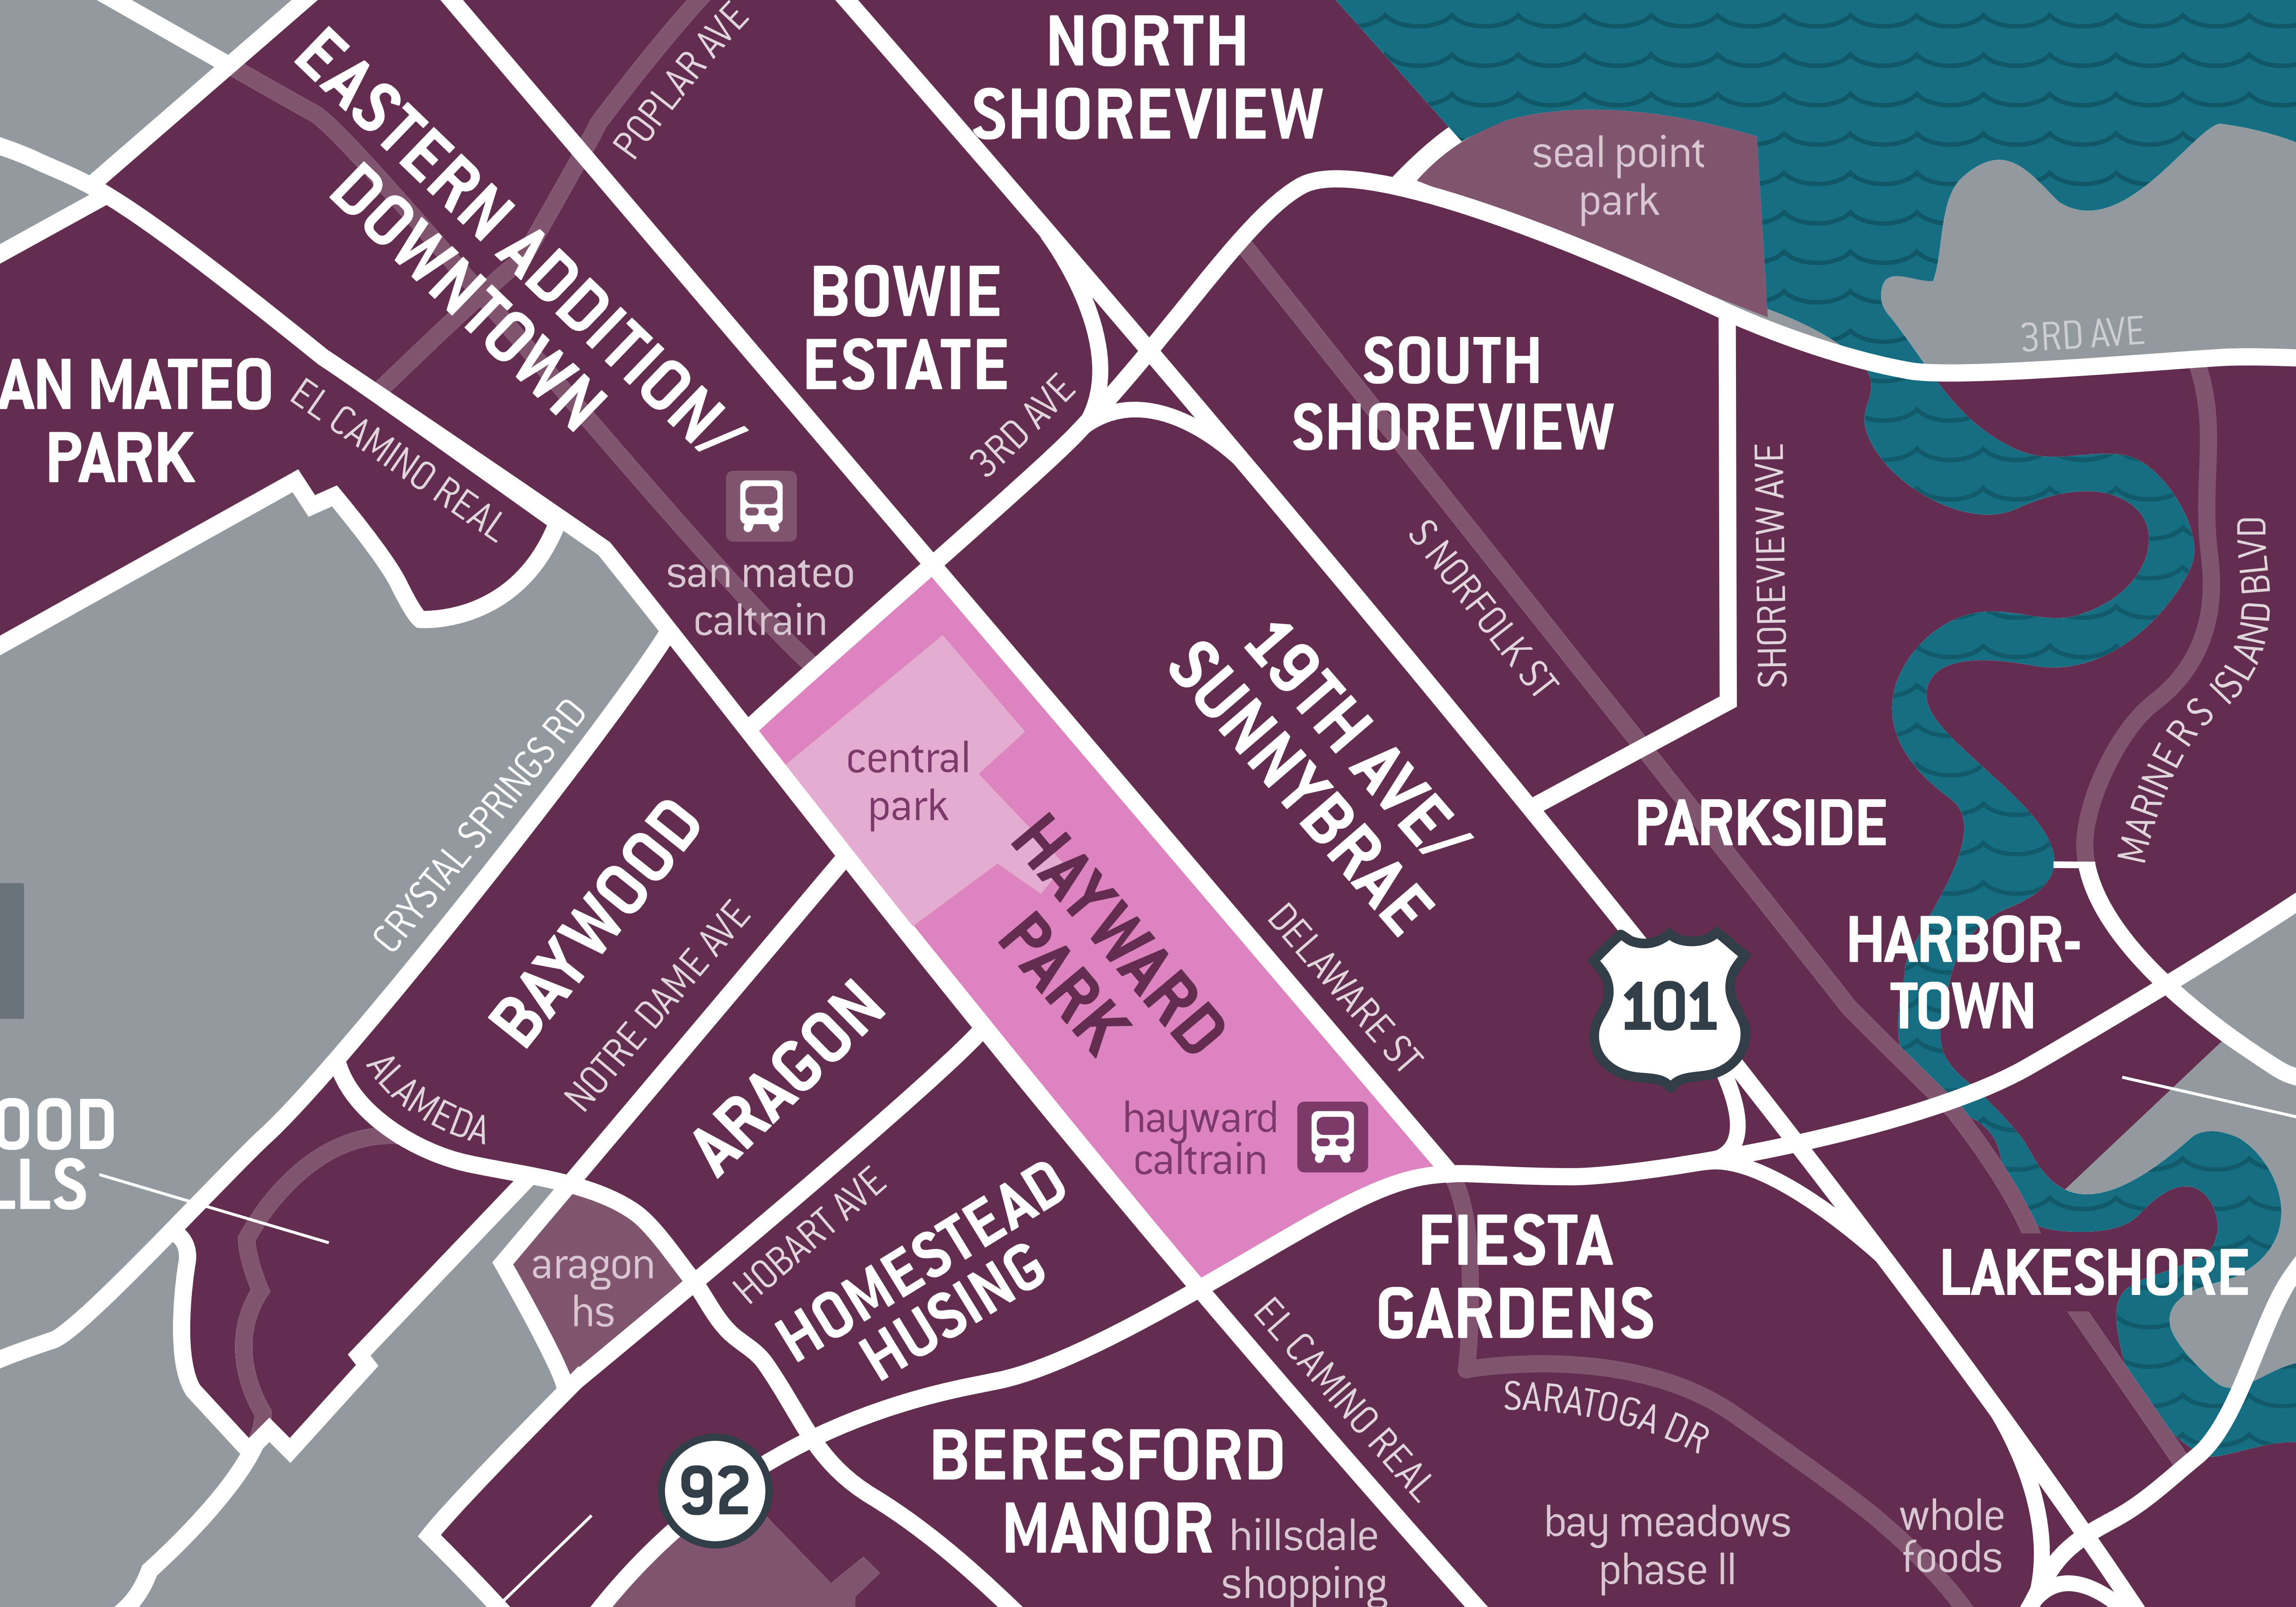 NORTH
SHOREVIEW
EASTERN ADDITION/
DOWNTOWN
POPLAR AVE
seal point
park
BOWIE
ESTATE
3RD AVE
SOUTH
SHOREVIEW
3RD AVE
AN MATEO
PARK
EL CAMINO REAL
san mateo
caltrain
S NORFOLK ST
SHOREVIEW AVE
MARINERS ISLAND BLVD
19TH AVE/
SUNNYBRAE
central
park
HAYWARD
PARK
CRYSTAL SPRINGS RD
BAYWOOD
NOTRE DAME AVE
ALAMEDA
ARAGON
DELAWARE ST
PARKSIDE
101
HARBOR-
TOWN
OOD
LLS
hayward
caltrain
HOBART AVE
HOMESTEAD
HUSING
aragon
hs
FIESTA
GARDENS
LAKESHORE
EL CAMINO REAL
SARATOGA DR
92
BERESFORD
MANOR
hillsdale
shopping
bay meadows
phase II
whole
foods